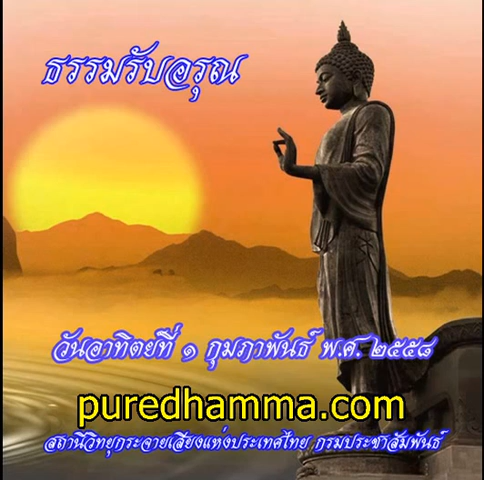 ธรรมรับอรุณ
วันอาทิตย์ที่ ๑ กุมภาพันธ์ พ.ศ. ๒๕๕๘
puredhamma.com
สถานีวิทยุกระจายเสียงแห่งประเทศไทย กรมประชาสัมพันธ์